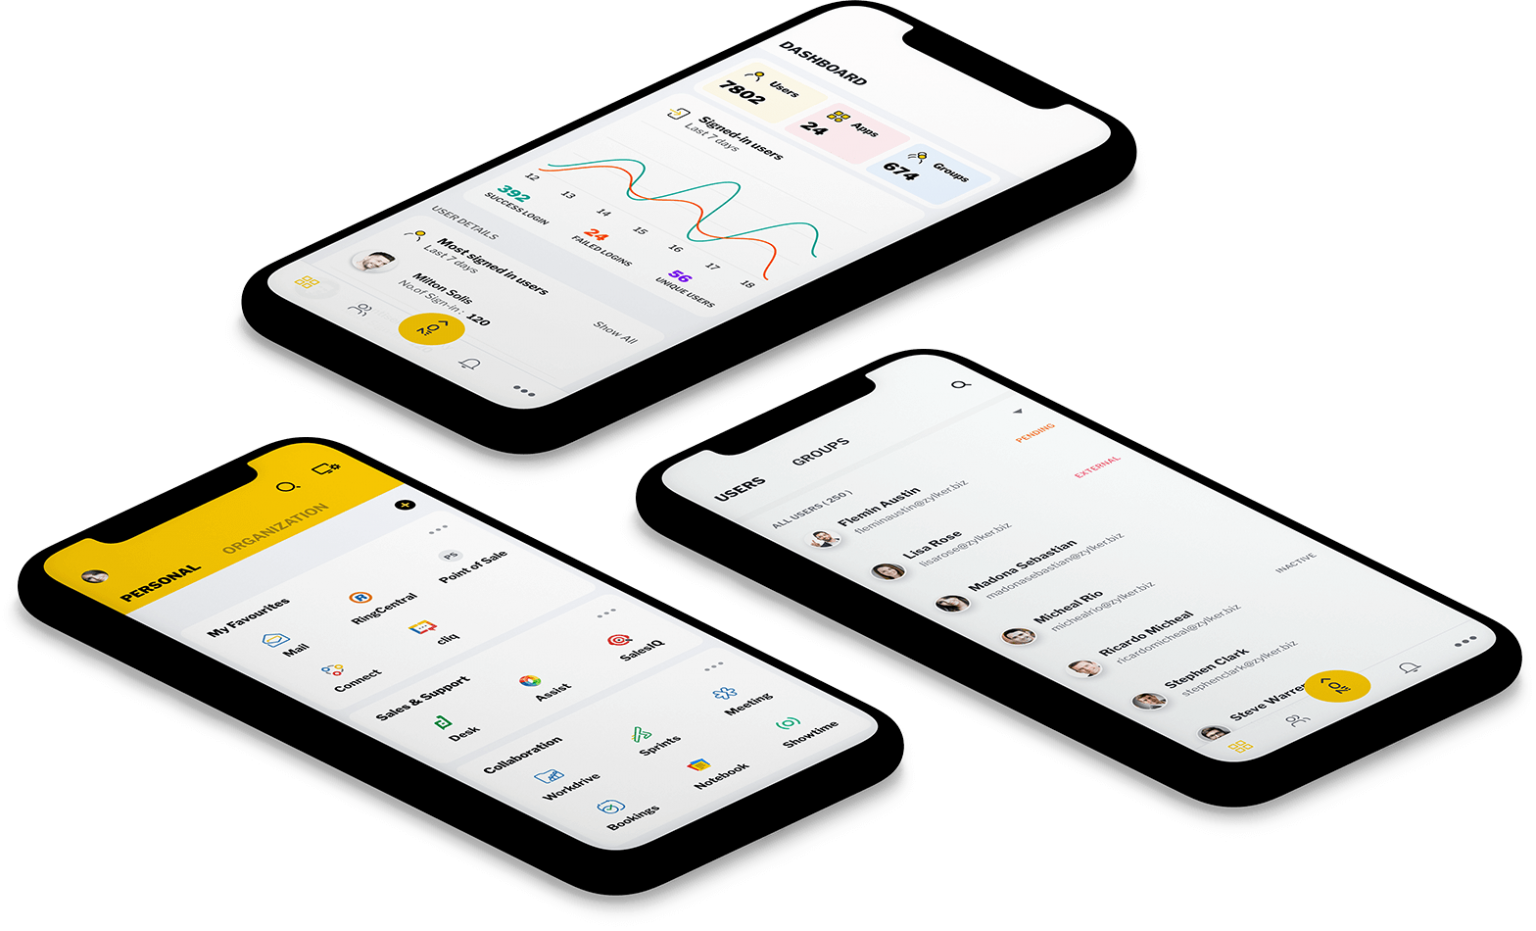 DASHBOARD
Users
7802
Apps
24
Groups
674
Signed-in users
Last 7 days
12
13
14
15
16
17
18
392
SUCCESS LOGIN
24
FAILED LOGINS
56
UNIQUE USERS
USER DETAILS
Most signed in users
Last 7 days
Milton Solis
No.of Sign-in : 120
Show All
PERSONAL
ORGANIZATION
My Favourites
Mail
RingCentral
PS
Point of Sale
Connect
cliq
Sales & Support
Desk
Assist
SalesIQ
Collaboration
Workdrive
Sprints
Meeting
Bookings
Notebook
Showtime
USERS
GROUPS
ALL USERS ( 250 )
Flemin Austin
fleminaustin@zylker.biz
PENDING
Lisa Rose
lisarose@zylker.biz
EXTERNAL
Madona Sebastian
madonasebastian@zylker.biz
Micheal Rio
michealrio@zylker.biz
Ricardo Micheal
ricardomicheal@zylker.biz
INACTIVE
Stephen Clark
stephenclark@zylker.biz
Steve Warre